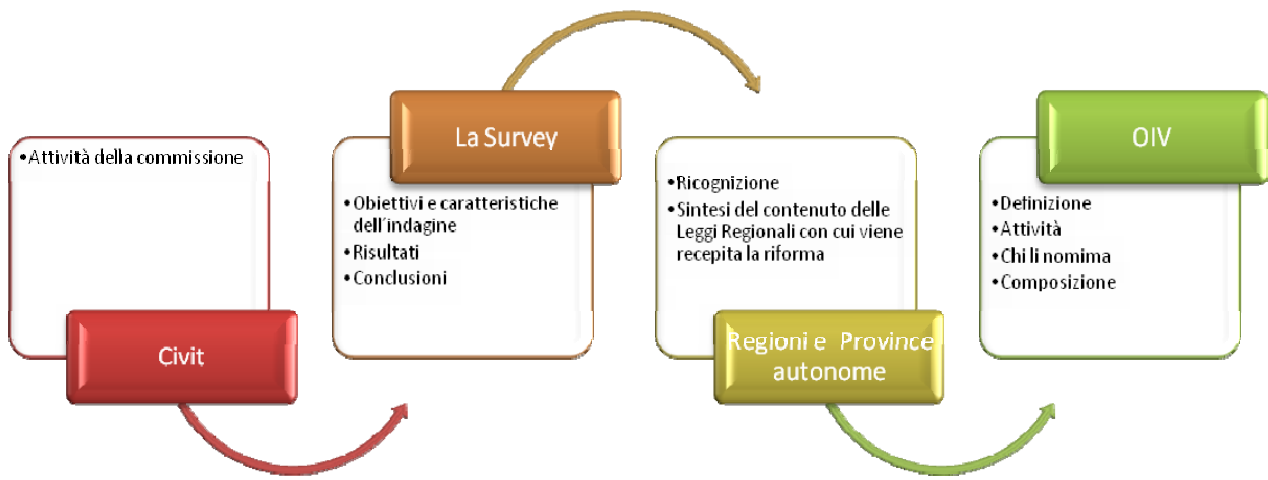 •Attività della commissione
Civit
La Survey
•Obiettivi e caratteristiche
dell´indagine
•Risultati
•Conclusioni
•Ricognizione
•Sintesi del contenuto delle
Leggi Regionali con cui viene
recepita la riforma
Regioni e Province
autonome
OIV
•Definizione
•Attività
•Chi li nomima
•Composizione